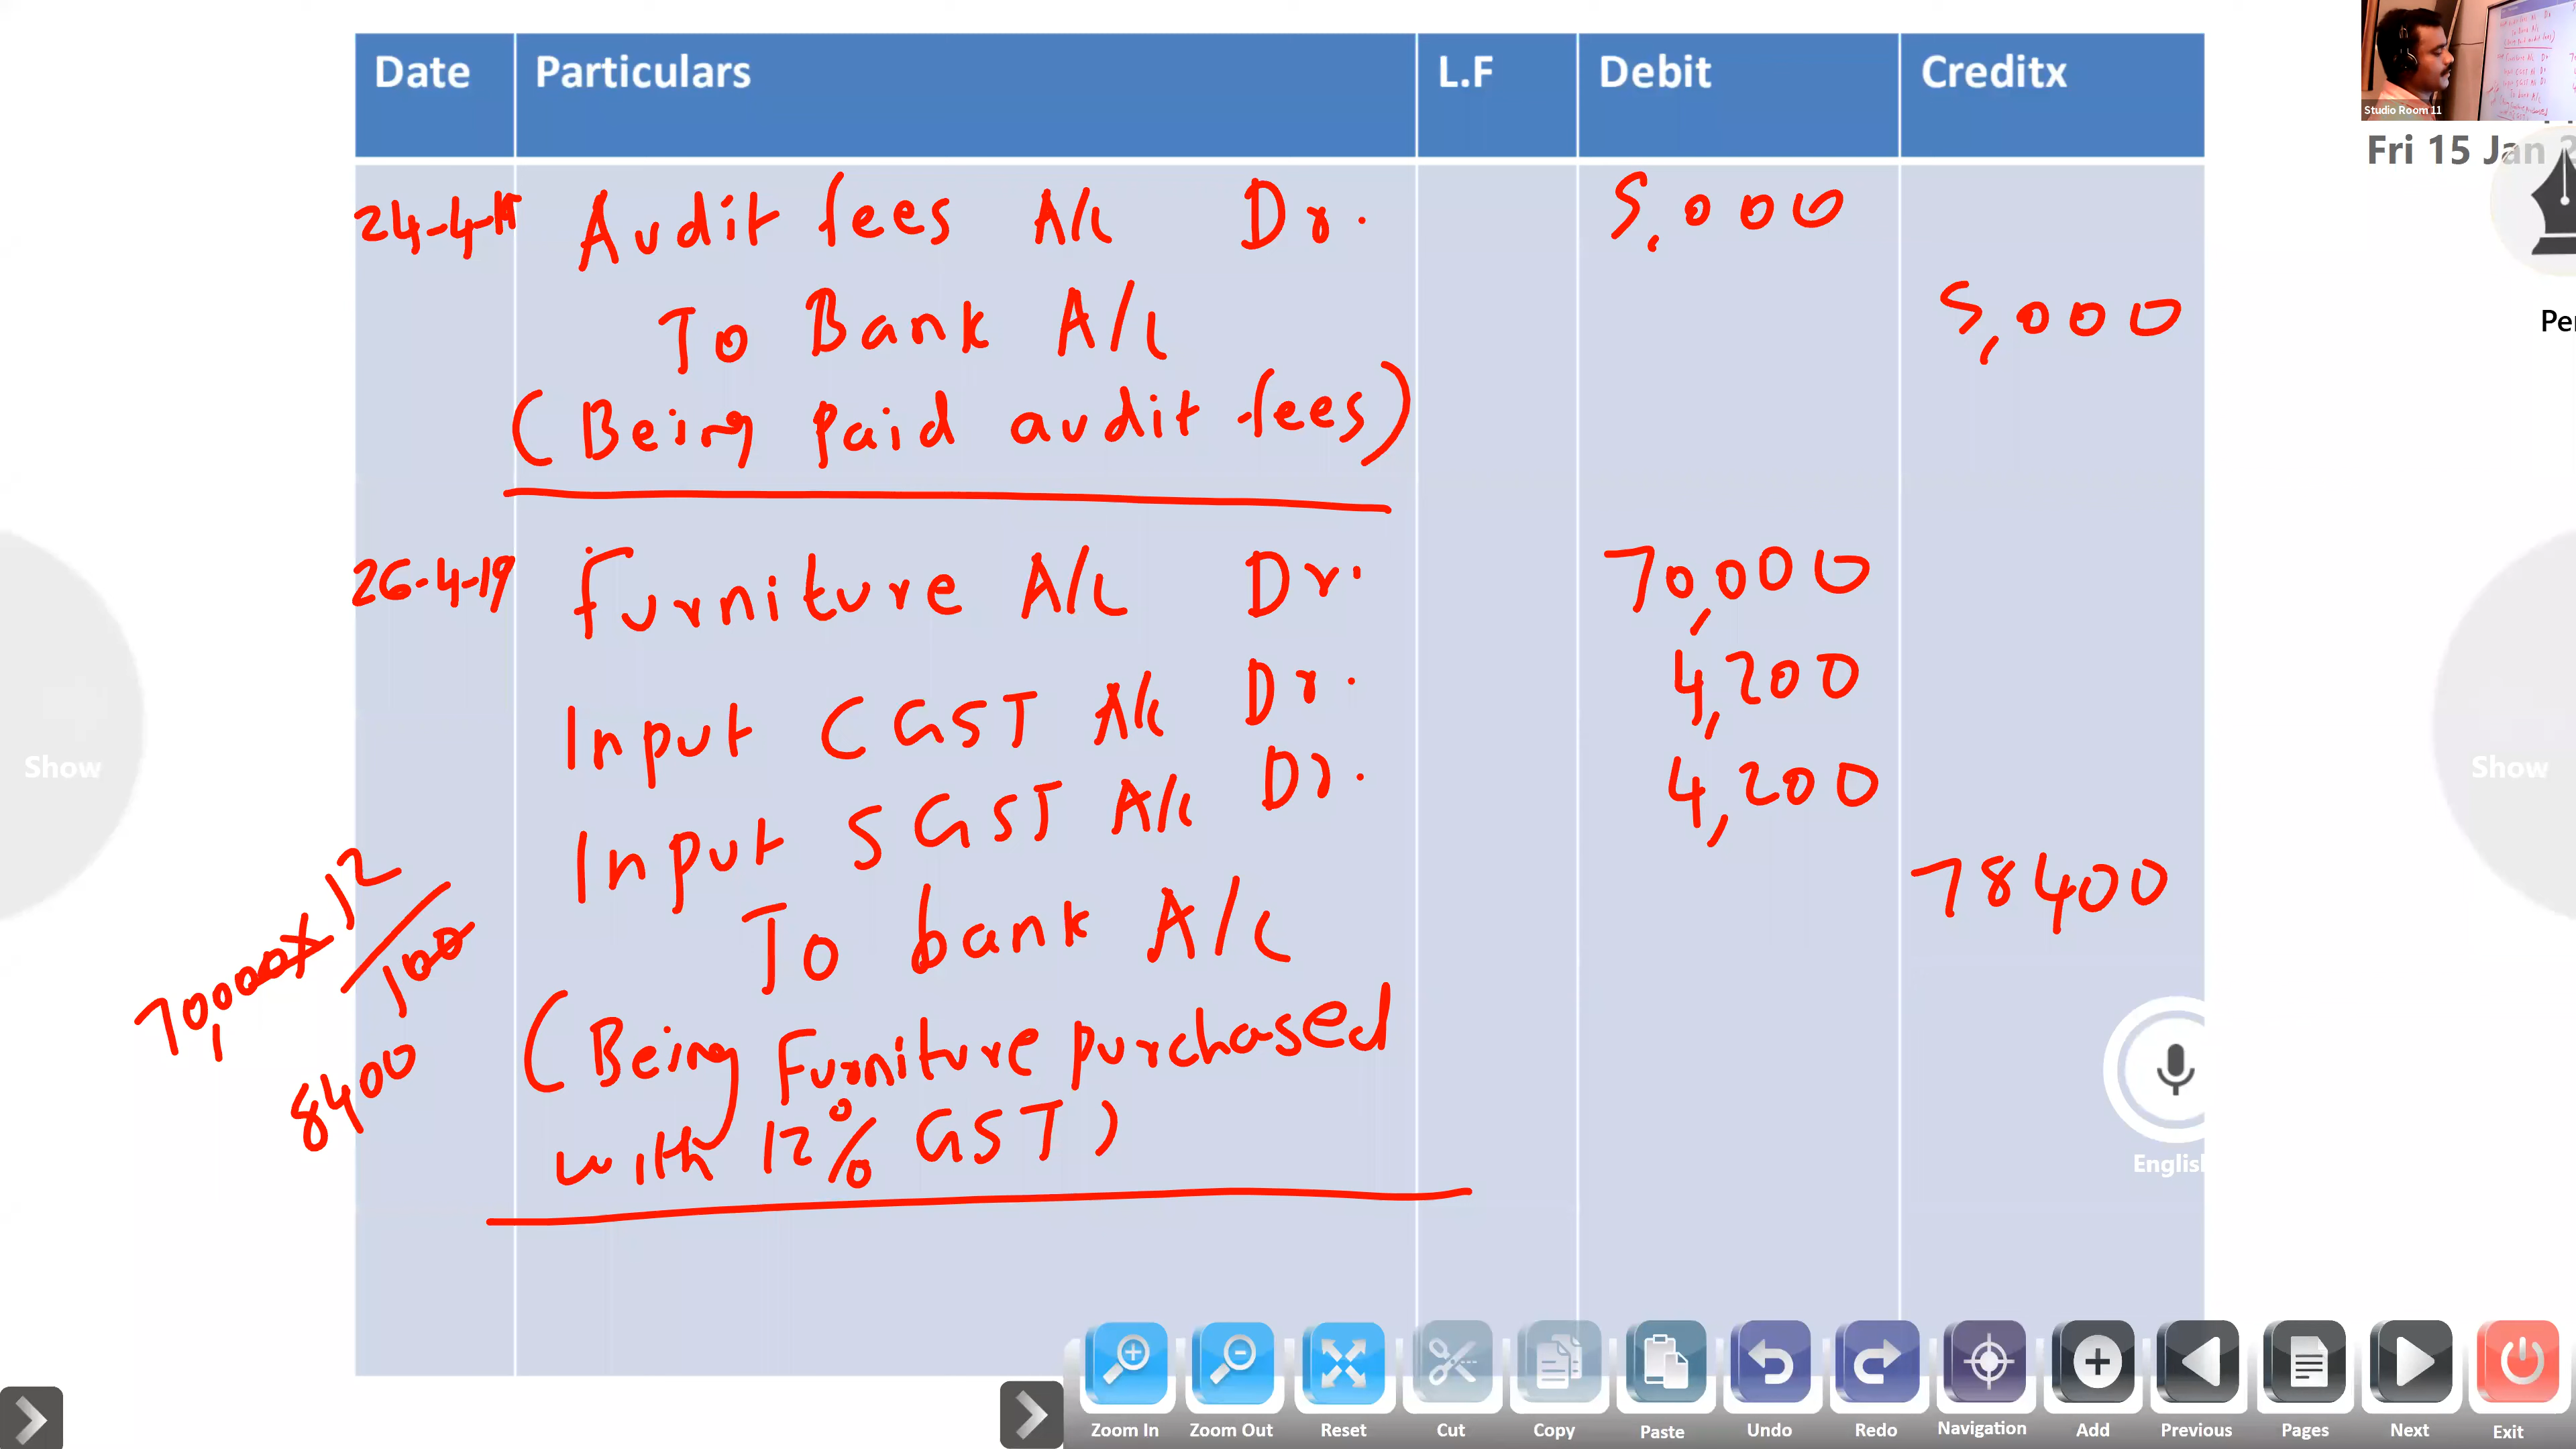 Date Particulars L.F Debit Creditx
Studio Room 11
Fri 15 Jan
24-4-19 Audit fees A/c Dr. 5,000
To Bank A/c 5,000
(Being paid audit fees)
26-4-19 Furniture A/c Dr. 70,000
Input CGST A/c Dr. 4,200
Input SGST A/c Dr. 4,200
To bank A/c 78400
(Being Furniture purchased
with 12% GST)
70,000x12/100
8400
Show
Show
English
Zoom In Zoom Out Reset Cut Copy Paste Undo Redo Navigation Add Previous Pages Next Exit